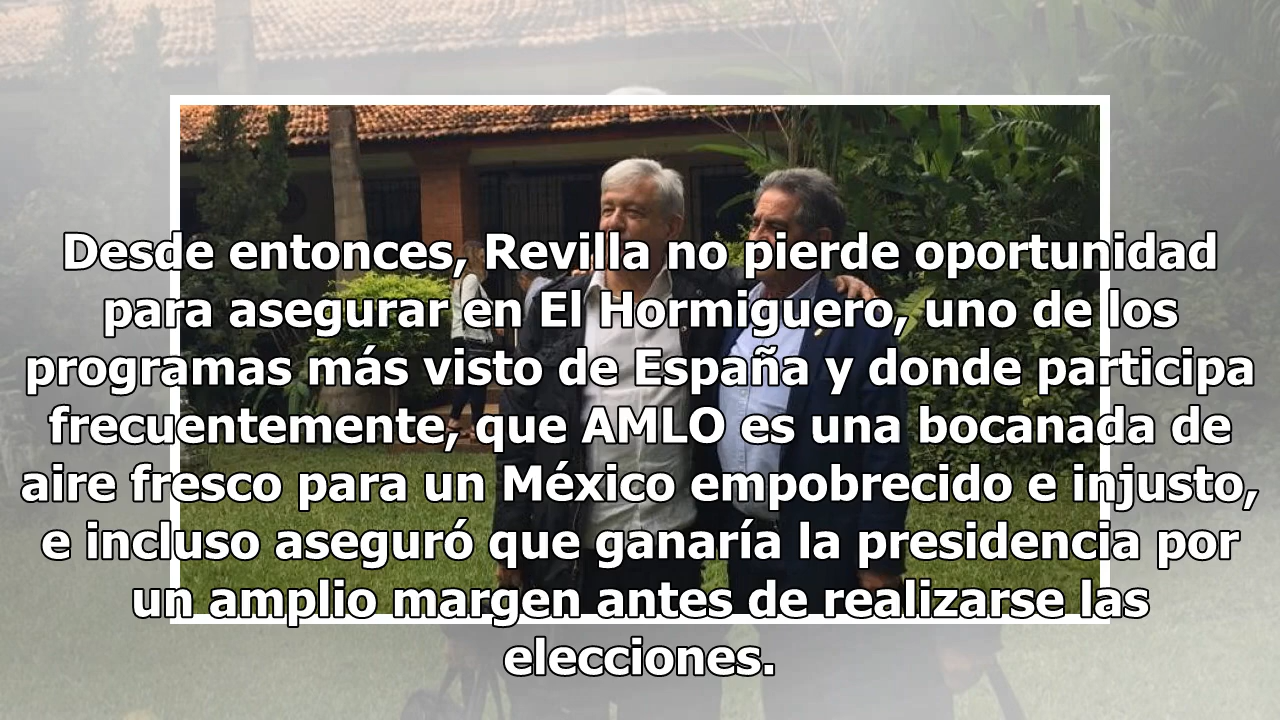 Desde entonces, Revilla no pierde oportunidad
para asegurar en El Hormiguero, uno de los
programas más visto de España y donde participa
frecuentemente, que AMLO es una bocanada de
aire fresco para un México empobrecido e injusto,
e incluso aseguró que ganaría la presidencia por
un amplio margen antes de realizarse las
elecciones.